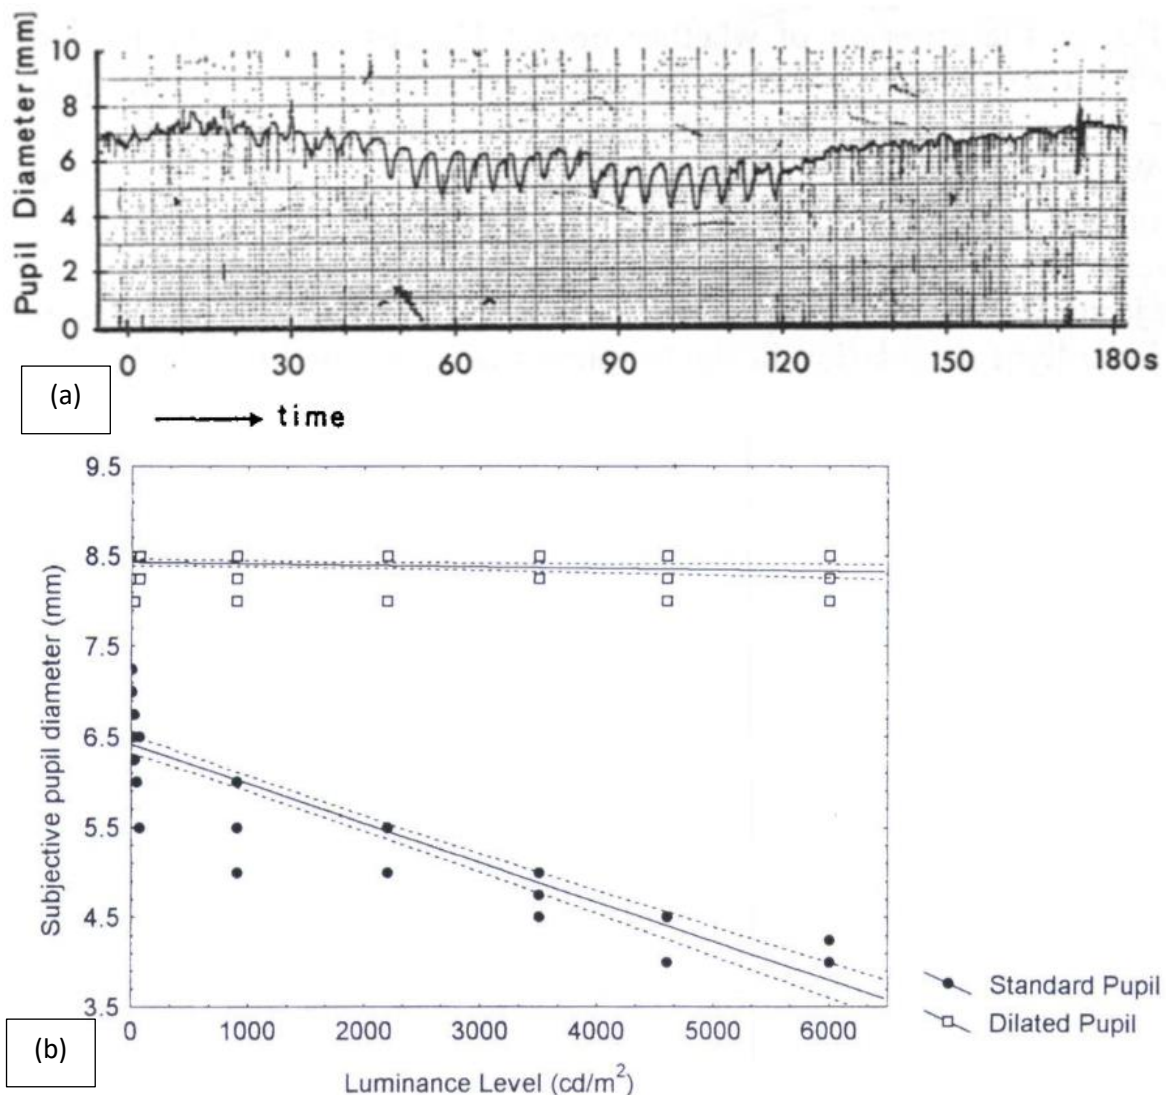 Pupil Diameter [mm]
10
8
6
4
2
0
0 30 60 90 120 150 180s
(a)
time
Subjective pupil diameter (mm)
9.5
8.5
7.5
6.5
5.5
4.5
3.5
0 1000 2000 3000 4000 5000 6000
Luminance Level (cd/m²)
Standard Pupil
Dilated Pupil
(b)